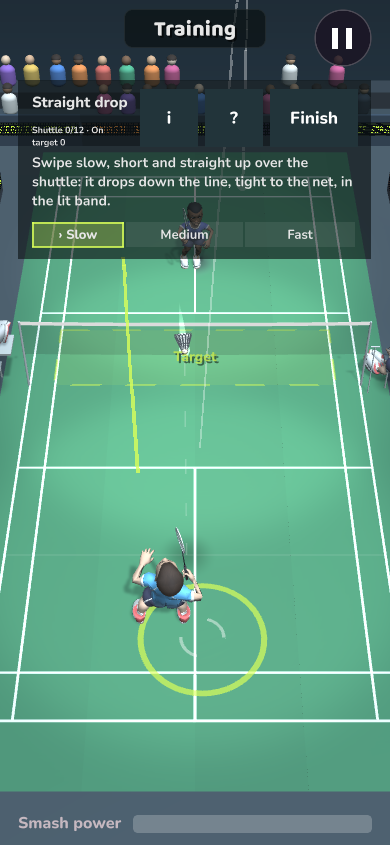 Training
Straight drop
Shuttle 0/12 · On
target 0
i
?
Finish
Swipe slow, short and straight up over the
shuttle: it drops down the line, tight to the net, in
the lit band.
› Slow
Medium
Fast
Target
Smash power